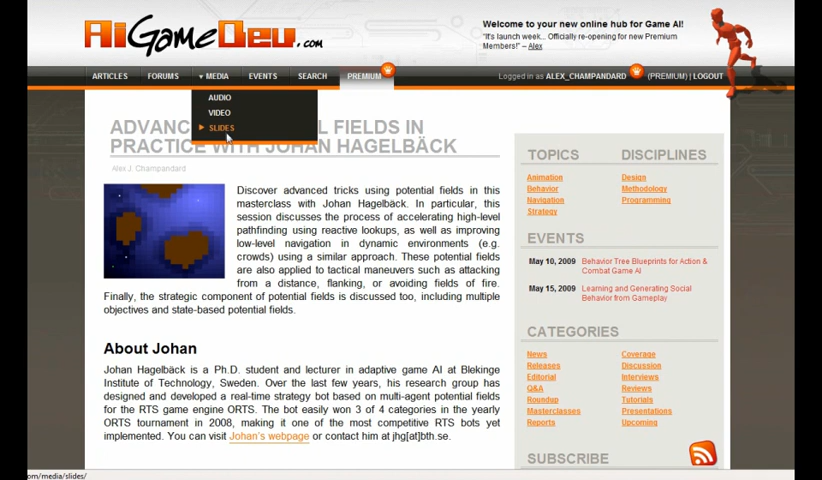 AiGameDev.com
Welcome to your new online hub for Game AI!
"It's launch week... Officially re-opening for new Premium
Members!" – Alex
ARTICLES FORUMS ▾ MEDIA EVENTS SEARCH PREMIUM
Logged in as ALEX_CHAMPANDARD (PREMIUM) | LOGOUT
AUDIO
VIDEO
SLIDES
ADVANC L FIELDS IN
PRACTICE WITH JOHAN HAGELBÄCK
Alex J. Champandard
Discover advanced tricks using potential fields in this
masterclass with Johan Hagelbäck. In particular, this
session discusses the process of accelerating high-level
pathfinding using reactive lookups, as well as improving
low-level navigation in dynamic environments (e.g.
crowds) using a similar approach. These potential fields
are also applied to tactical maneuvers such as attacking
from a distance, flanking, or avoiding fields of fire.
Finally, the strategic component of potential fields is discussed too, including multiple
objectives and state-based potential fields.
About Johan
Johan Hagelbäck is a Ph.D. student and lecturer in adaptive game AI at Blekinge
Institute of Technology, Sweden. Over the last few years, his research group has
designed and developed a real-time strategy bot based on multi-agent potential fields
for the RTS game engine ORTS. The bot easily won 3 of 4 categories in the yearly
ORTS tournament in 2008, making it one of the most competitive RTS bots yet
implemented. You can visit Johan's webpage or contact him at jhg[at]bth.se.
TOPICS
Animation
Behavior
Navigation
Strategy
DISCIPLINES
Design
Methodology
Programming
EVENTS
May 10, 2009 Behavior Tree Blueprints for Action &
Combat Game AI
May 15, 2009 Learning and Generating Social
Behavior from Gameplay
CATEGORIES
News
Releases
Editorial
Q&A
Roundup
Masterclasses
Reports
Coverage
Discussion
Interviews
Reviews
Tutorials
Presentations
Upcoming
SUBSCRIBE
om/media/slides/